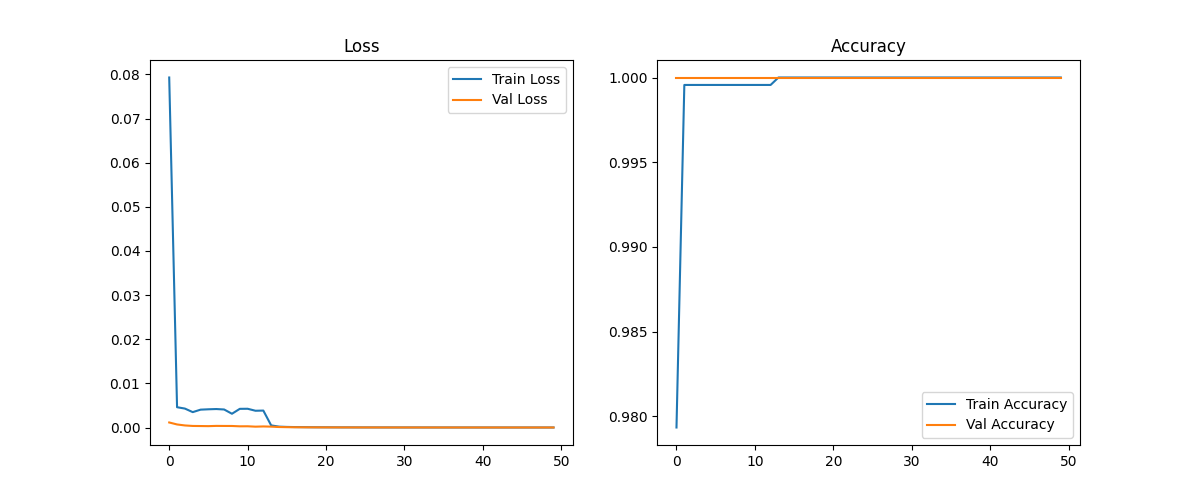 Loss
0.08
0.07
0.06
0.05
0.04
0.03
0.02
0.01
0.00
0 10 20 30 40 50
Train Loss
Val Loss
Accuracy
1.000
0.995
0.990
0.985
0.980
0 10 20 30 40 50
Train Accuracy
Val Accuracy